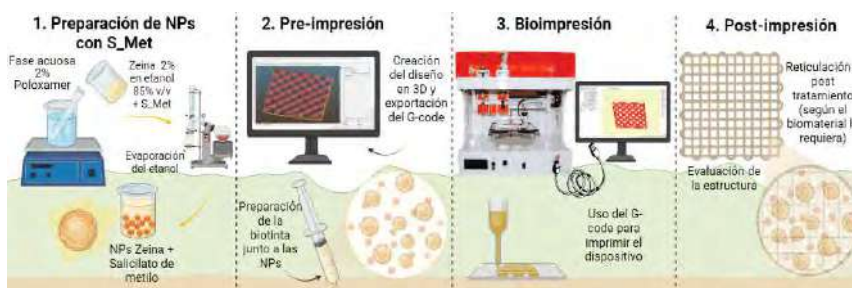 1. Preparación de NPs
con S_Met
Fase acuosa
2%
Poloxamer
Zeina 2%
en etanol
85% v/v
+ S_Met
Evaporación
del etanol
NPs Zeina +
Salicilato de
metilo
2. Pre-impresión
Creación
del diseño
en 3D y
exportación
del G-code
Preparación
de la
biotinta
junto a las
NPs
3. Bioimpresión
Uso del G-
code para
imprimir el
dispositivo
4. Post-impresión
Reticulación
post
tratamiento
(según el
biomaterial l
requiera)
Evaluación de
la estructura